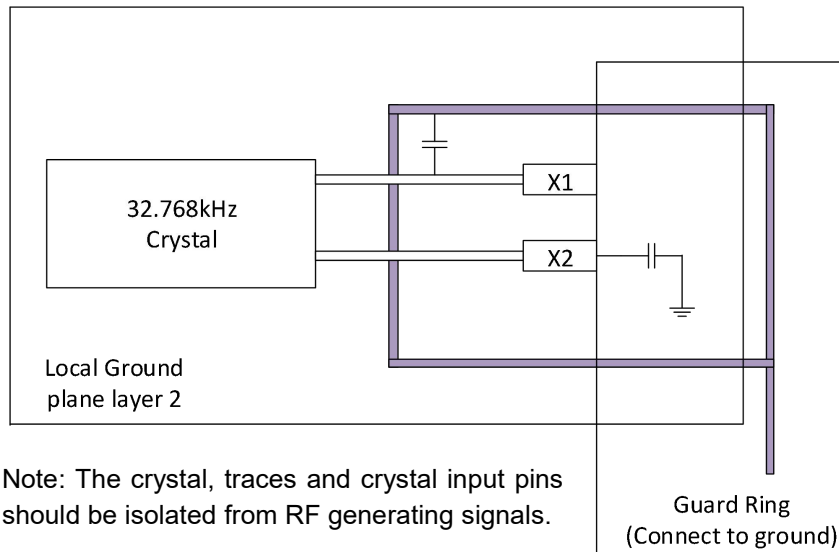 32.768kHz
Crystal
X1
X2
Local Ground
plane layer 2
Note: The crystal, traces and crystal input pins
should be isolated from RF generating signals.
Guard Ring
(Connect to ground)